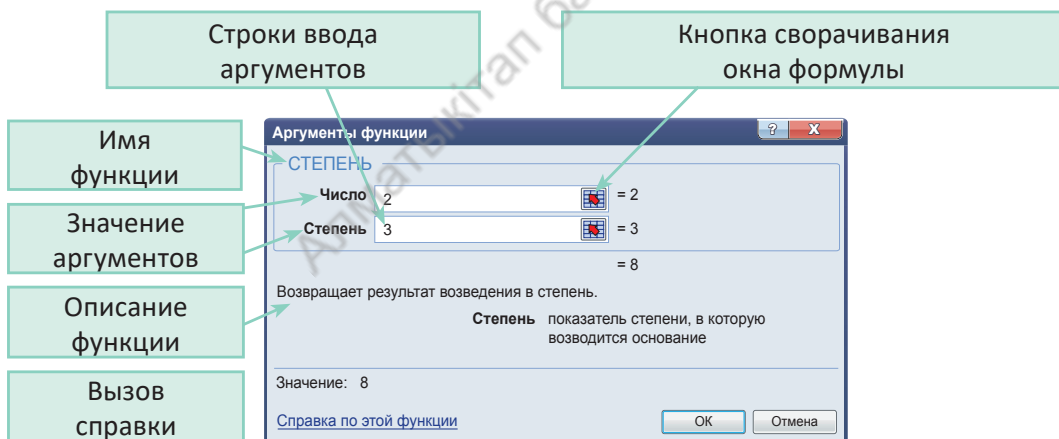 Строки ввода
аргументов
Кнопка сворачивания
окна формулы
Имя
функции
Значение
аргументов
Описание
функции
Вызов
справки
Аргументы функции
? X
СТЕПЕНЬ
Число 2 = 2
Степень 3 = 3
= 8
Возвращает результат возведения в степень.
Степень показатель степени, в которую
возводится основание
Значение: 8
Справка по этой функции
ОК Отмена
Алматыкітап